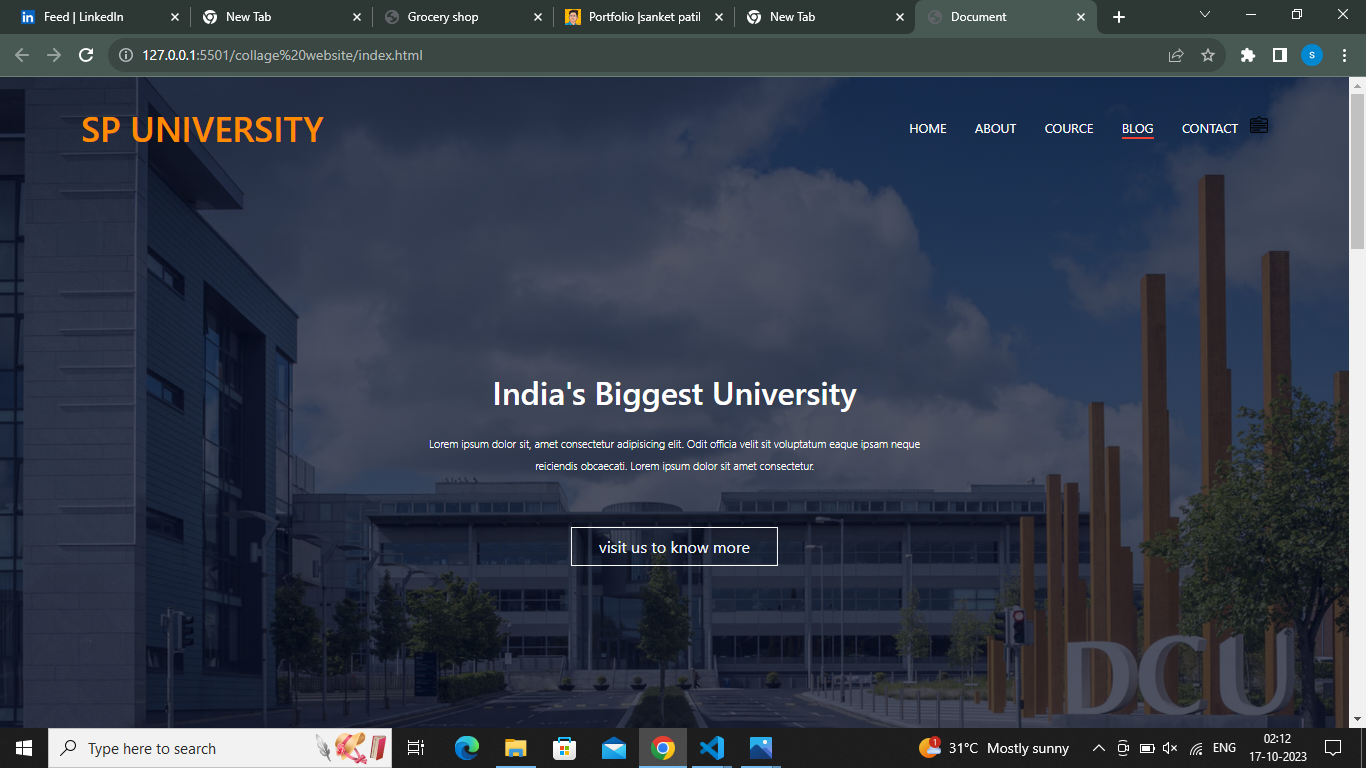 Feed | LinkedIn
New Tab
Grocery shop
Portfolio |sanket patil
New Tab
Document
127.0.0.1:5501/collage%20website/index.html
s
SP UNIVERSITY
HOME ABOUT COURCE BLOG CONTACT
India's Biggest University
Lorem ipsum dolor sit, amet consectetur adipisicing elit. Odit officia velit sit voluptatum eaque ipsam neque
reiciendis obcaecati. Lorem ipsum dolor sit amet consectetur.
visit us to know more
DCU
Type here to search
1
31°C Mostly sunny
ENG
02:12
17-10-2023